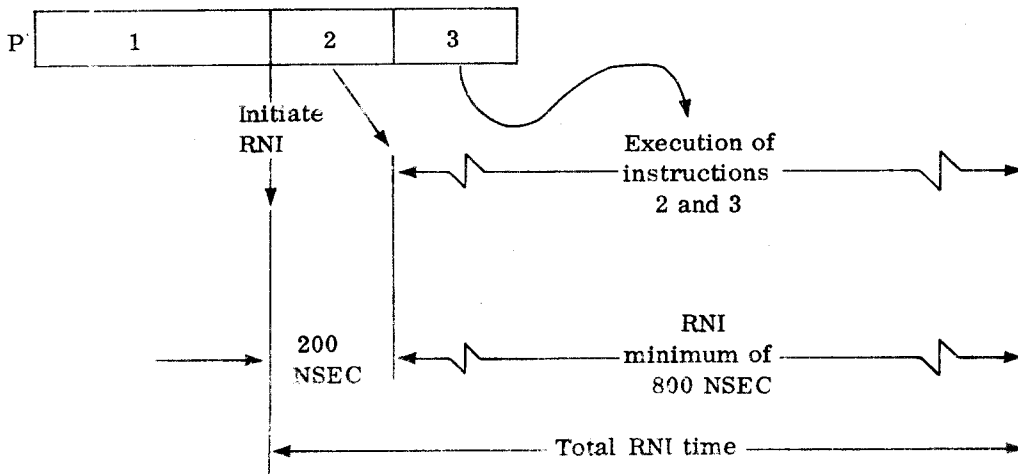 P 1 2 3
Initiate
RNI
Execution of
instructions
2 and 3
200
NSEC
RNI
minimum of
800 NSEC
Total RNI time